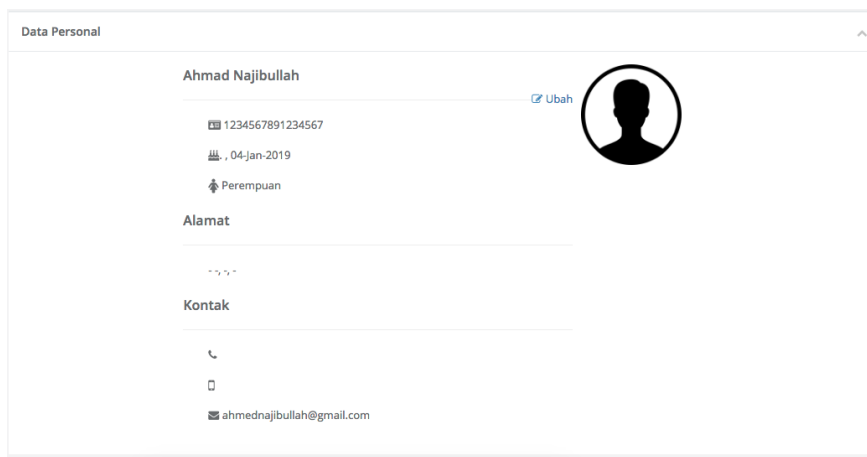 Data Personal
Ahmad Najibullah
Ubah
1234567891234567
. , 04-Jan-2019
Perempuan
Alamat
- -, -, -
Kontak
ahmednajibullah@gmail.com